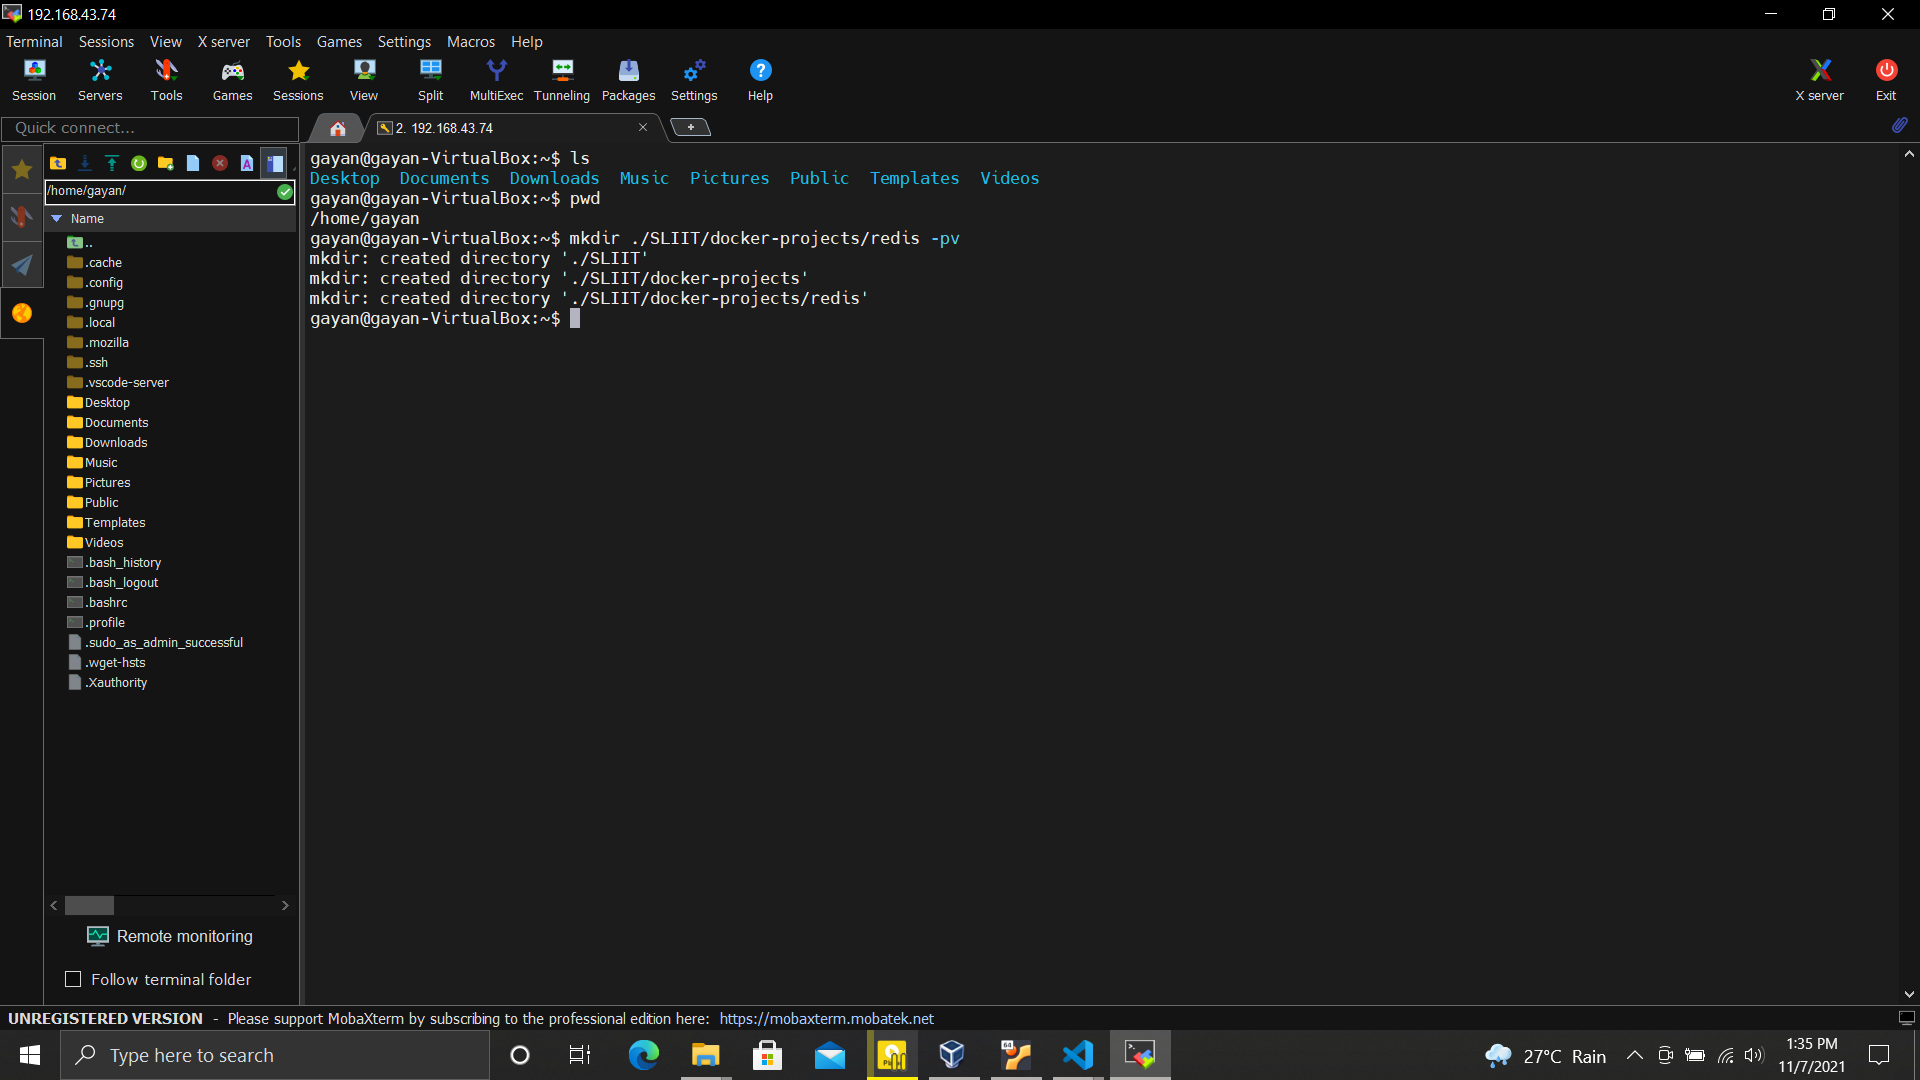 192.168.43.74
Terminal Sessions View X server Tools Games Settings Macros Help
Session Servers Tools Games Sessions View Split MultiExec Tunneling Packages Settings Help X server Exit
Quick connect...
2. 192.168.43.74
/home/gayan/
Name
..
.cache
.config
.gnupg
.local
.mozilla
.ssh
.vscode-server
Desktop
Documents
Downloads
Music
Pictures
Public
Templates
Videos
.bash_history
.bash_logout
.bashrc
.profile
.sudo_as_admin_successful
.wget-hsts
.Xauthority
Remote monitoring
Follow terminal folder
gayan@gayan-VirtualBox:~$ ls
Desktop Documents Downloads Music Pictures Public Templates Videos
gayan@gayan-VirtualBox:~$ pwd
/home/gayan
gayan@gayan-VirtualBox:~$ mkdir ./SLIIT/docker-projects/redis -pv
mkdir: created directory './SLIIT'
mkdir: created directory './SLIIT/docker-projects'
mkdir: created directory './SLIIT/docker-projects/redis'
gayan@gayan-VirtualBox:~$
UNREGISTERED VERSION - Please support MobaXterm by subscribing to the professional edition here: https://mobaxterm.mobatek.net
Type here to search
64
27°C Rain
1:35 PM
11/7/2021